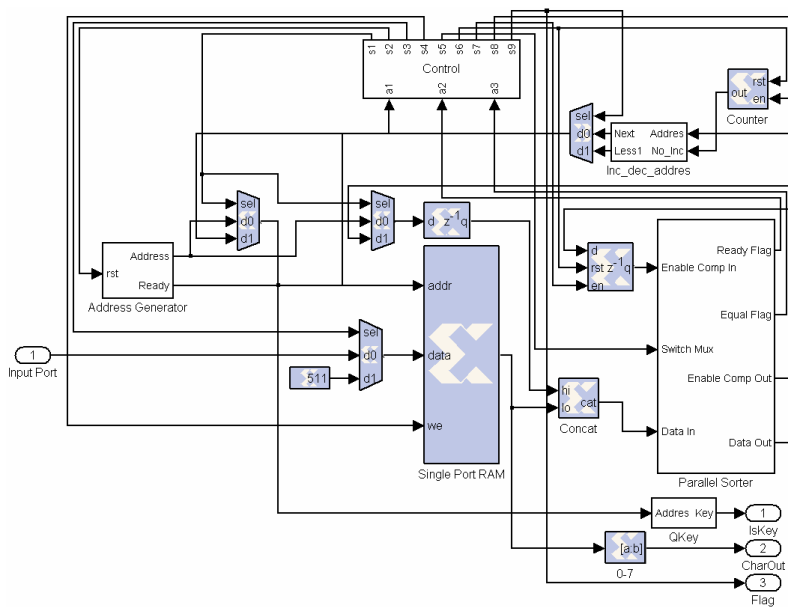 s1 s2 s3 s4 s5 s6 s7 s8 s9
Control
a1 a2 a3
rst
en
out
Counter
sel
d0
d1
Next Addres
Less1 No_Inc
Inc_dec_addres
sel
d0
d1
sel
d0
d1
d z-1 q
Address
rst
Ready
Address Generator
d
rst z-1 q
en
Ready Flag
Enable Comp In
Equal Flag
Switch Mux
Enable Comp Out
Data In
Data Out
Parallel Sorter
addr
data
we
Single Port RAM
sel
d0
d1
1
Input Port
511
hi
lo
cat
Concat
Addres Key
QKey
1
IsKey
[a:b]
0-7
2
CharOut
3
Flag